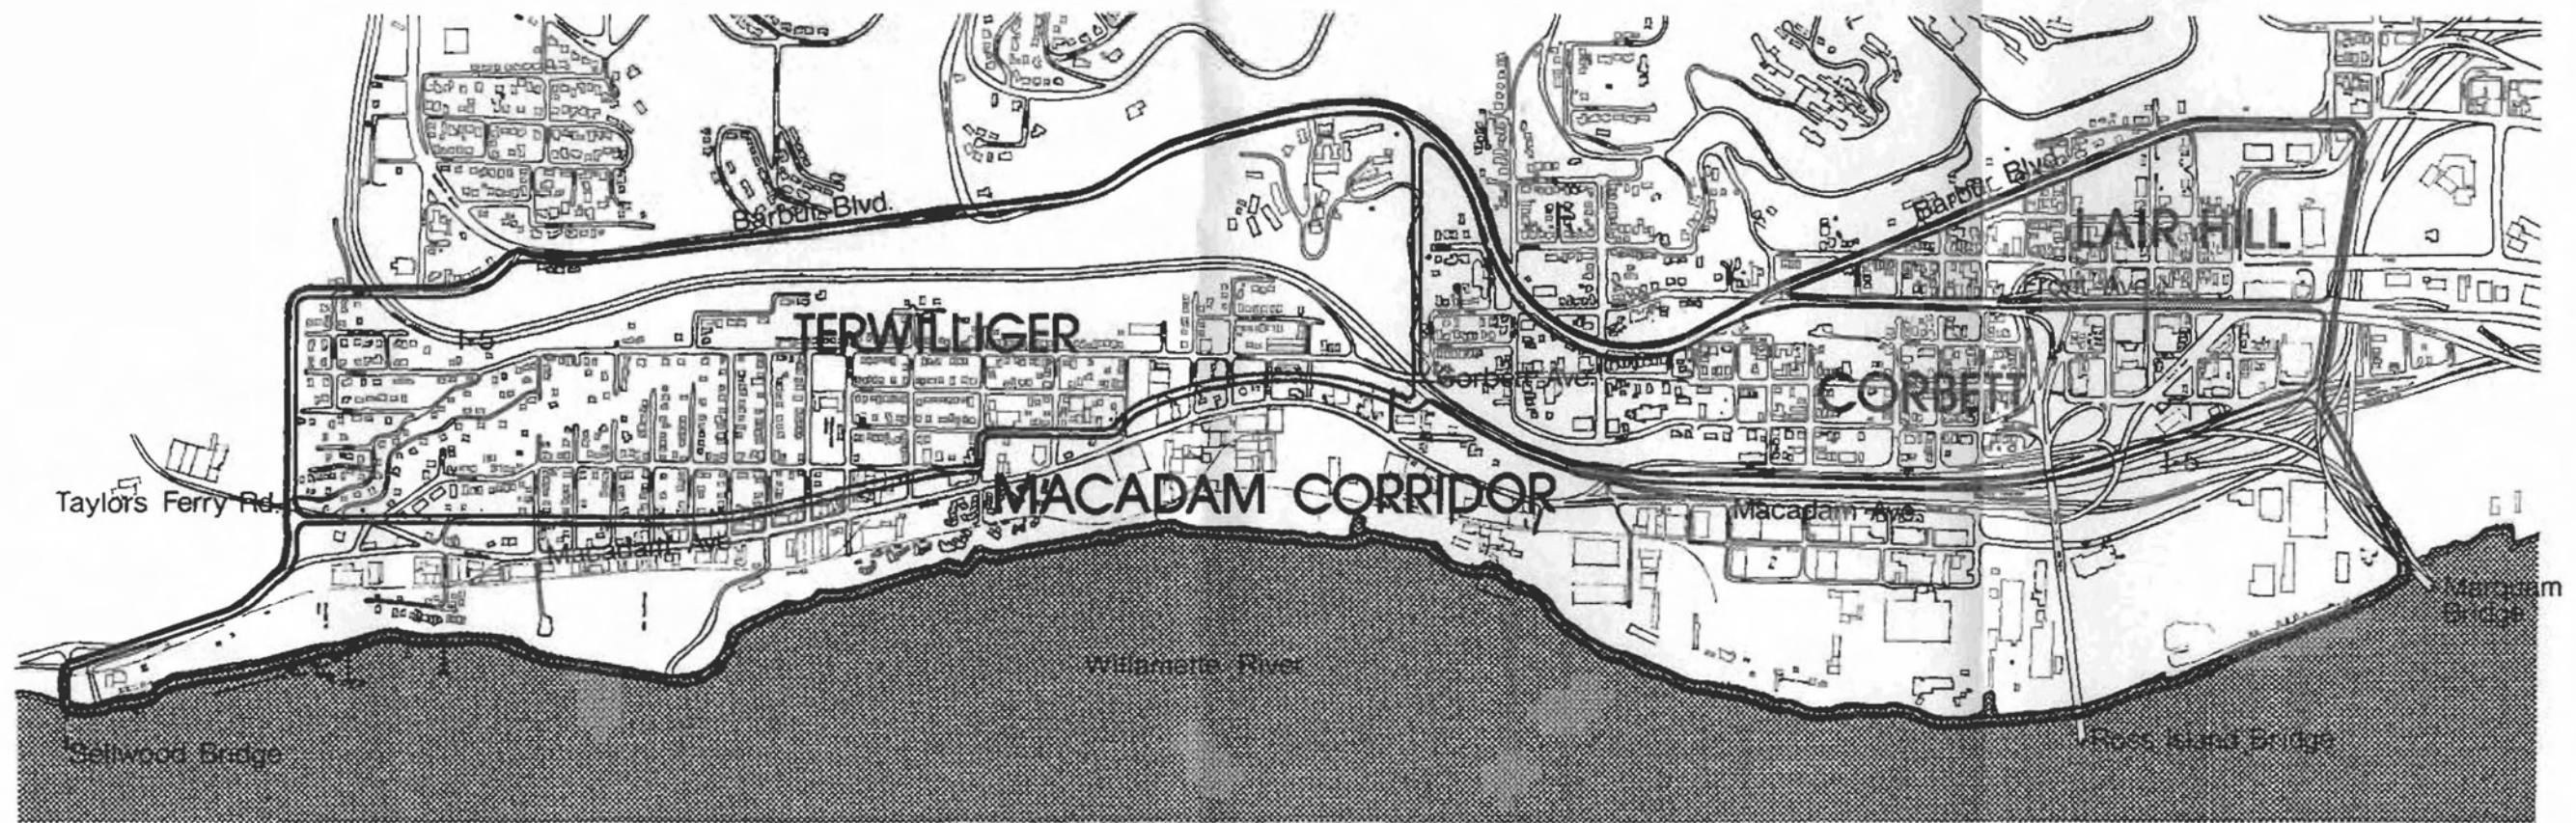 Barbur Blvd.
Barbur Blvd.
LAIR HILL
Front Ave.
I-5
TERWILLIGER
Corbett Ave.
CORBETT
I-5
Taylors Ferry Rd.
MACADAM CORRIDOR
Macadam Ave.
Macadam Ave.
Marquam
Bridge
Willamette River
Sellwood Bridge
Ross Island Bridge